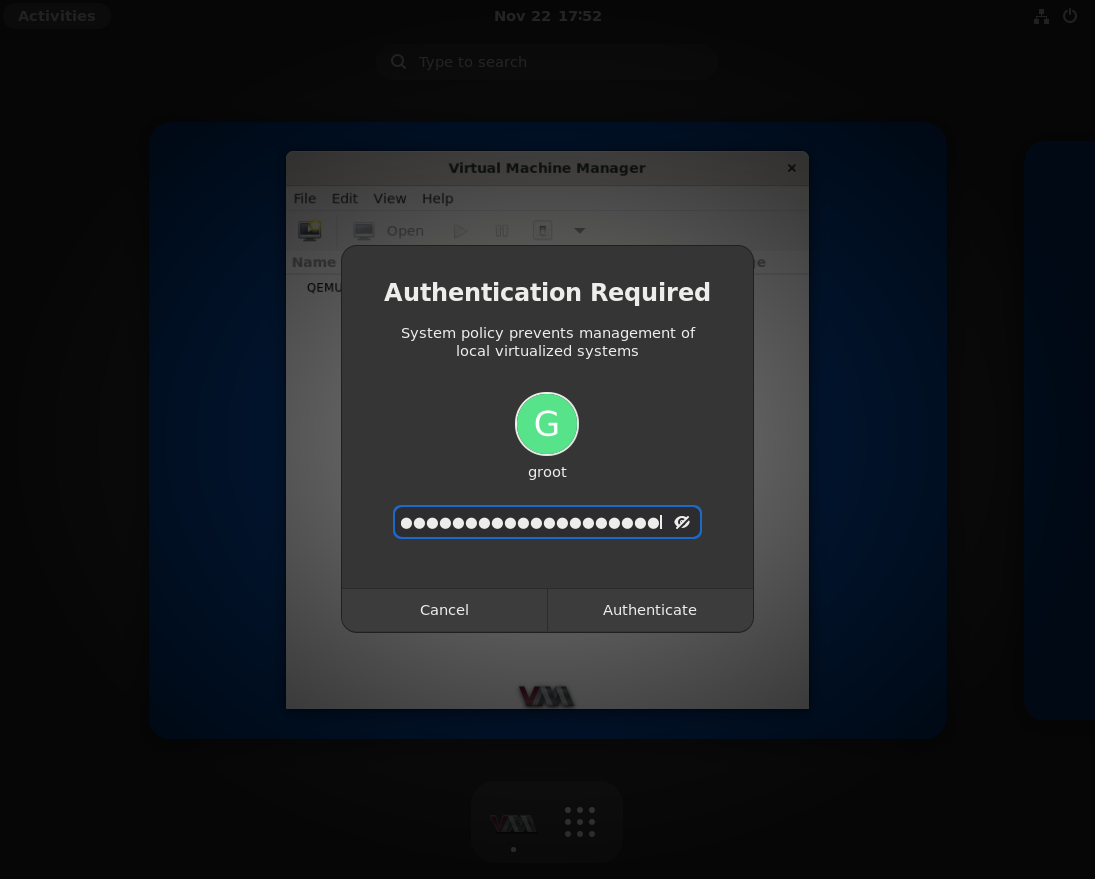 Activities
Nov 22 17:52
Type to search
Virtual Machine Manager
File Edit View Help
Open
Name
QEMU
Authentication Required
System policy prevents management of
local virtualized systems
G
groot
Cancel Authenticate
VM